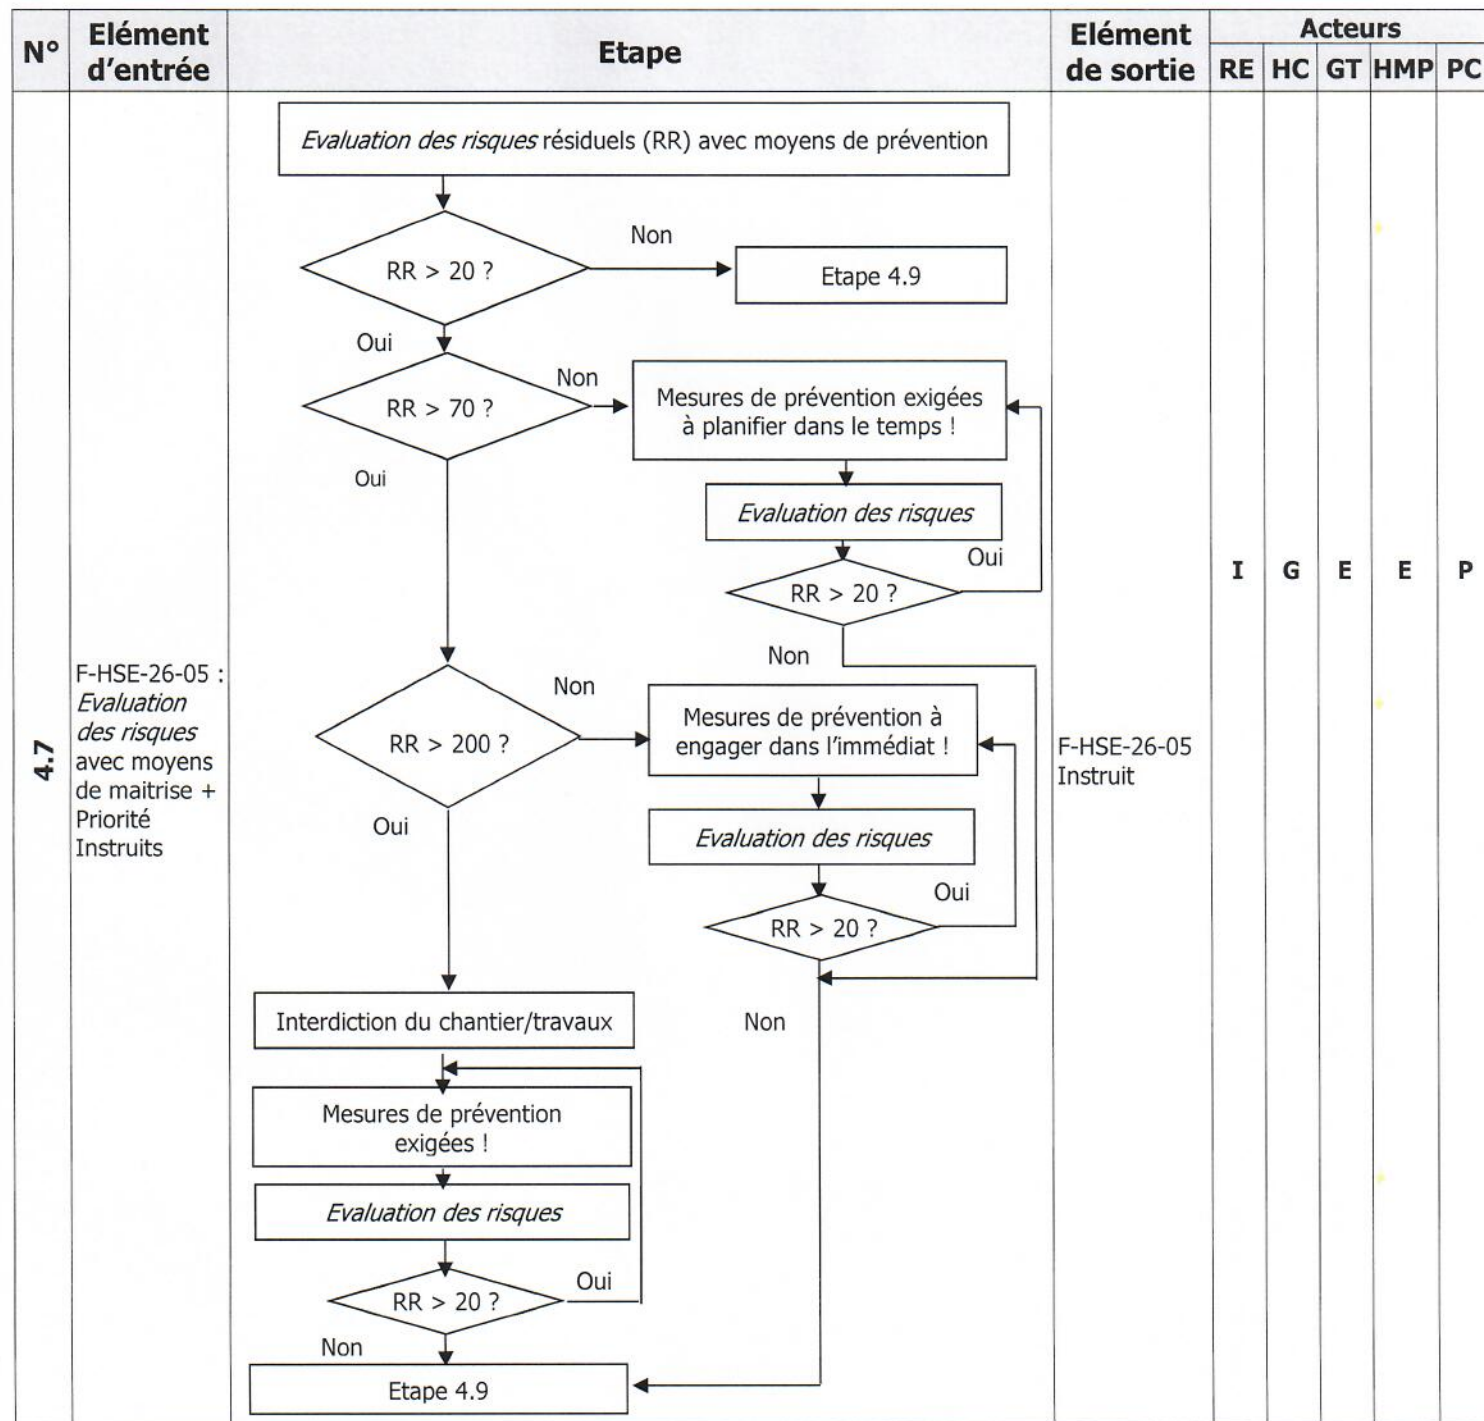 N°
Elément
d'entrée
Etape
Elément
de sortie
Acteurs
RE HC GT HMP PC
4.7
F-HSE-26-05 :
Evaluation
des risques
avec moyens
de maitrise +
Priorité
Instruits
Evaluation des risques résiduels (RR) avec moyens de prévention
RR > 20 ?
Non
Etape 4.9
Oui
RR > 70 ?
Non
Mesures de prévention exigées
à planifier dans le temps !
Oui
Evaluation des risques
Oui
RR > 20 ?
Non
RR > 200 ?
Non
Mesures de prévention à
engager dans l'immédiat !
Oui
Evaluation des risques
Oui
RR > 20 ?
Non
Interdiction du chantier/travaux
Mesures de prévention
exigées !
Evaluation des risques
RR > 20 ?
Oui
Non
Etape 4.9
F-HSE-26-05
Instruit
I G E E P